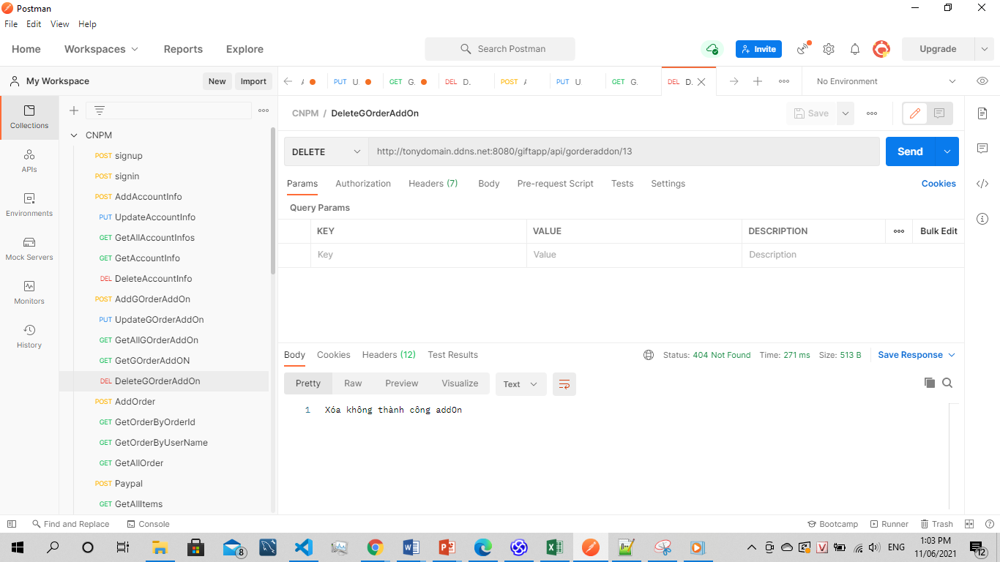 Postman
File Edit View Help
Home Workspaces Reports Explore Search Postman Invite Upgrade
My Workspace New Import
PUT U GET G DEL D. POST PUT U GET G. DEL D. No Environment
Collections
APIs
Environments
Mock Servers
Monitors
History
CNPM
POST signup
POST signin
POST AddAccountInfo
PUT UpdateAccountInfo
GET GetAllAccountInfos
GET GetAccountInfo
DEL DeleteAccountInfo
POST AddGOrderAddOn
PUT UpdateGOrderAddOn
GET GetAllGOrderAddOn
GET GetGOrderAddON
DEL DeleteGOrderAddOn
POST AddOrder
GET GetOrderByOrderId
GET GetOrderByUserName
GET GetAllOrder
POST Paypal
GET GetAllItems
CNPM / DeleteGOrderAddOn Save
DELETE http://tonydomain.ddns.net:8080/giftapp/api/gorderaddon/13 Send
Params Authorization Headers (7) Body Pre-request Script Tests Settings Cookies
Query Params
KEY VALUE DESCRIPTION Bulk Edit
Key Value Description
Body Cookies Headers (12) Test Results Status: 404 Not Found Time: 271 ms Size: 513 B Save Response
Pretty Raw Preview Visualize Text
1 Xóa không thành công addOn
Find and Replace Console Bootcamp Runner Trash
8 ENG 1:03 PM
11/06/2021 12